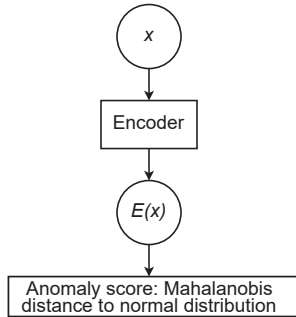 x
Encoder
E(x)
Anomaly score: Mahalanobis
distance to normal distribution